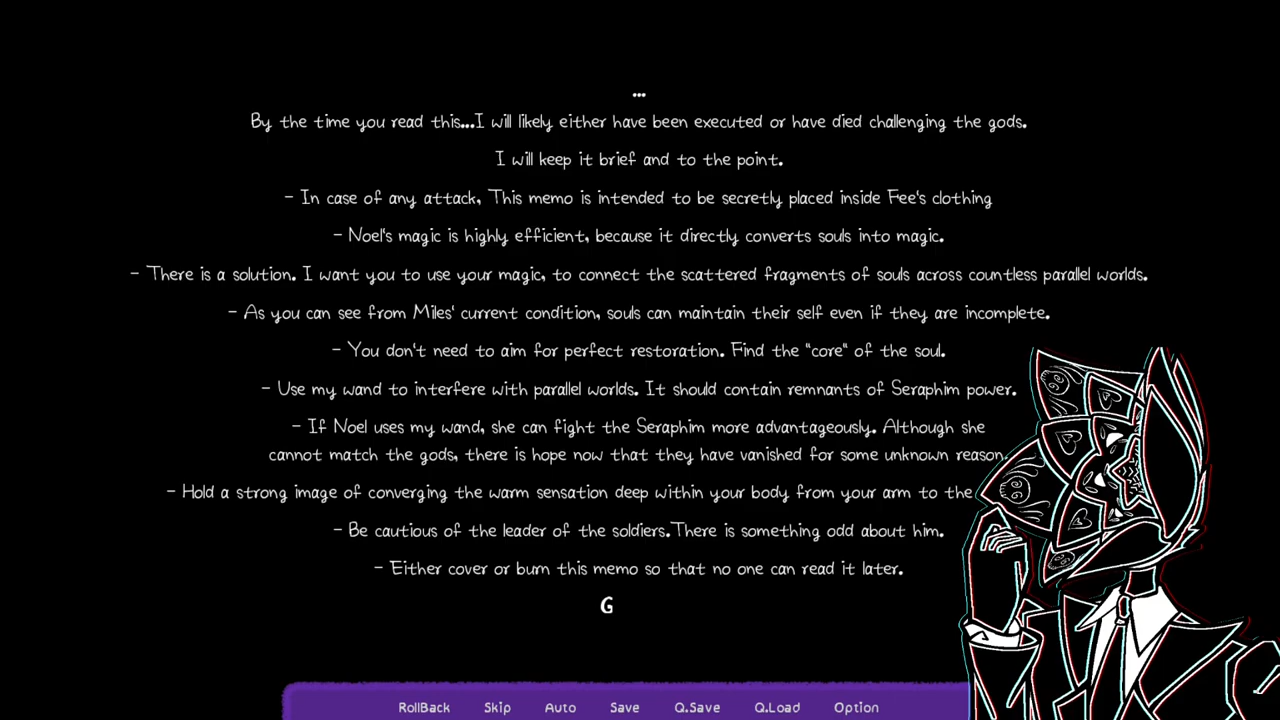 ...
By the time you read this...I will likely either have been executed or have died challenging the gods.
I will keep it brief and to the point.
- In case of any attack, This memo is intended to be secretly placed inside Fee's clothing
- Noel's magic is highly efficient, because it directly converts souls into magic.
- There is a solution. I want you to use your magic, to connect the scattered fragments of souls across countless parallel worlds.
- As you can see from Miles' current condition, souls can maintain their self even if they are incomplete.
- You don't need to aim for perfect restoration. Find the "core" of the soul.
- Use my wand to interfere with parallel worlds. It should contain remnants of Seraphim power.
- If Noel uses my wand, she can fight the Seraphim more advantageously. Although she
cannot match the gods, there is hope now that they have vanished for some unknown reason.
- Hold a strong image of converging the warm sensation deep within your body from your arm to the
- Be cautious of the leader of the soldiers.There is something odd about him.
- Either cover or burn this memo so that no one can read it later.
G
RollBack Skip Auto Save Q.Save Q.Load Option